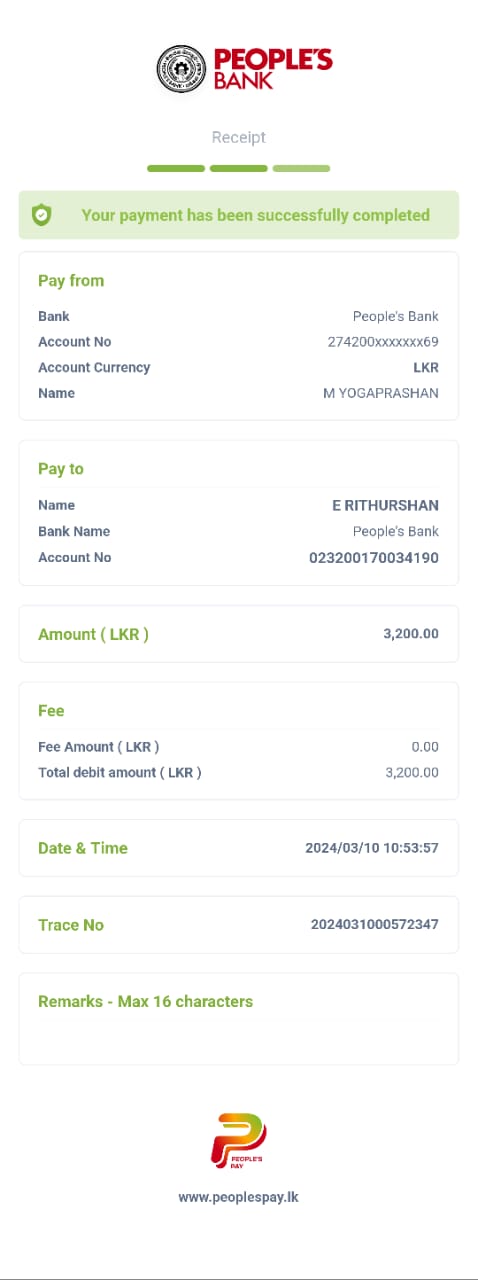 PEOPLE'S
BANK
Receipt
Your payment has been successfully completed
Pay from
Bank People's Bank
Account No 274200xxxxxxx69
Account Currency LKR
Name M YOGAPRASHAN
Pay to
Name E RITHURSHAN
Bank Name People's Bank
Account No 023200170034190
Amount ( LKR ) 3,200.00
Fee
Fee Amount ( LKR ) 0.00
Total debit amount ( LKR ) 3,200.00
Date & Time 2024/03/10 10:53:57
Trace No 2024031000572347
Remarks - Max 16 characters
PEOPLE'S
PAY
www.peoplespay.lk